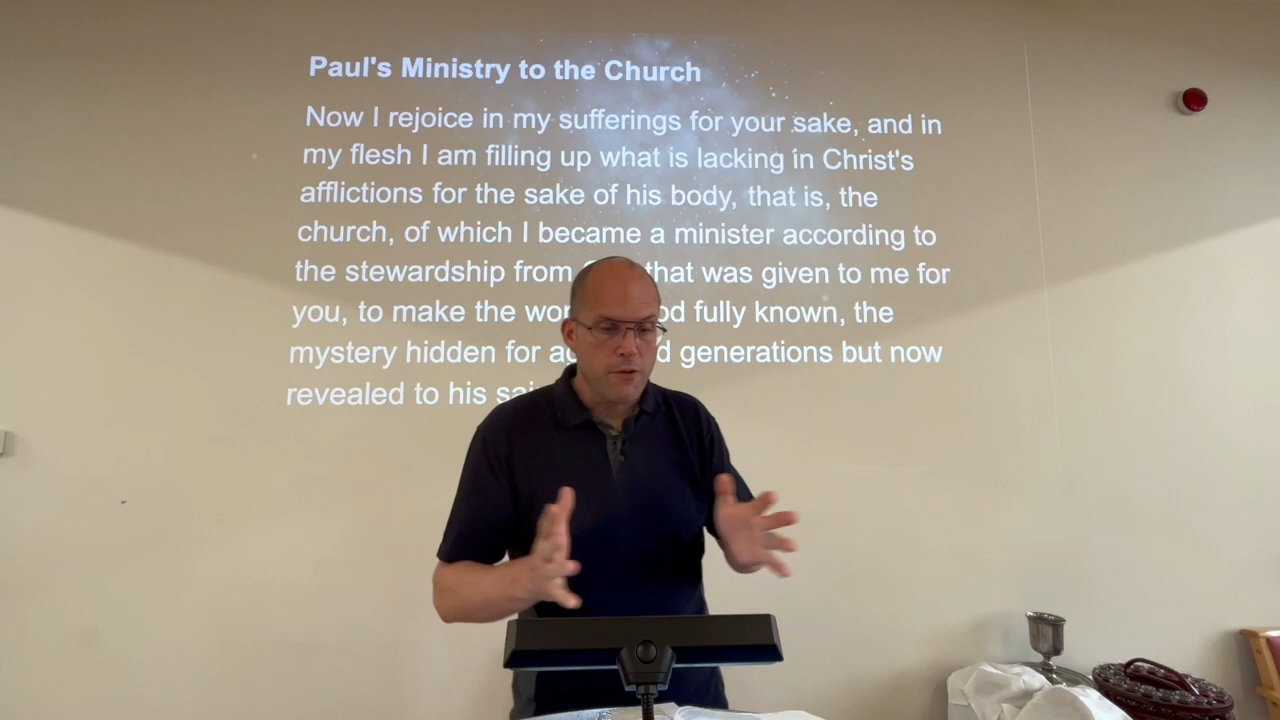 Paul's Ministry to the Church
Now I rejoice in my sufferings for your sake, and in
my flesh I am filling up what is lacking in Christ's
afflictions for the sake of his body, that is, the
church, of which I became a minister according to
the stewardship from that was given to me for
you, to make the fully known, the
mystery hidden for generations but now
revealed to his